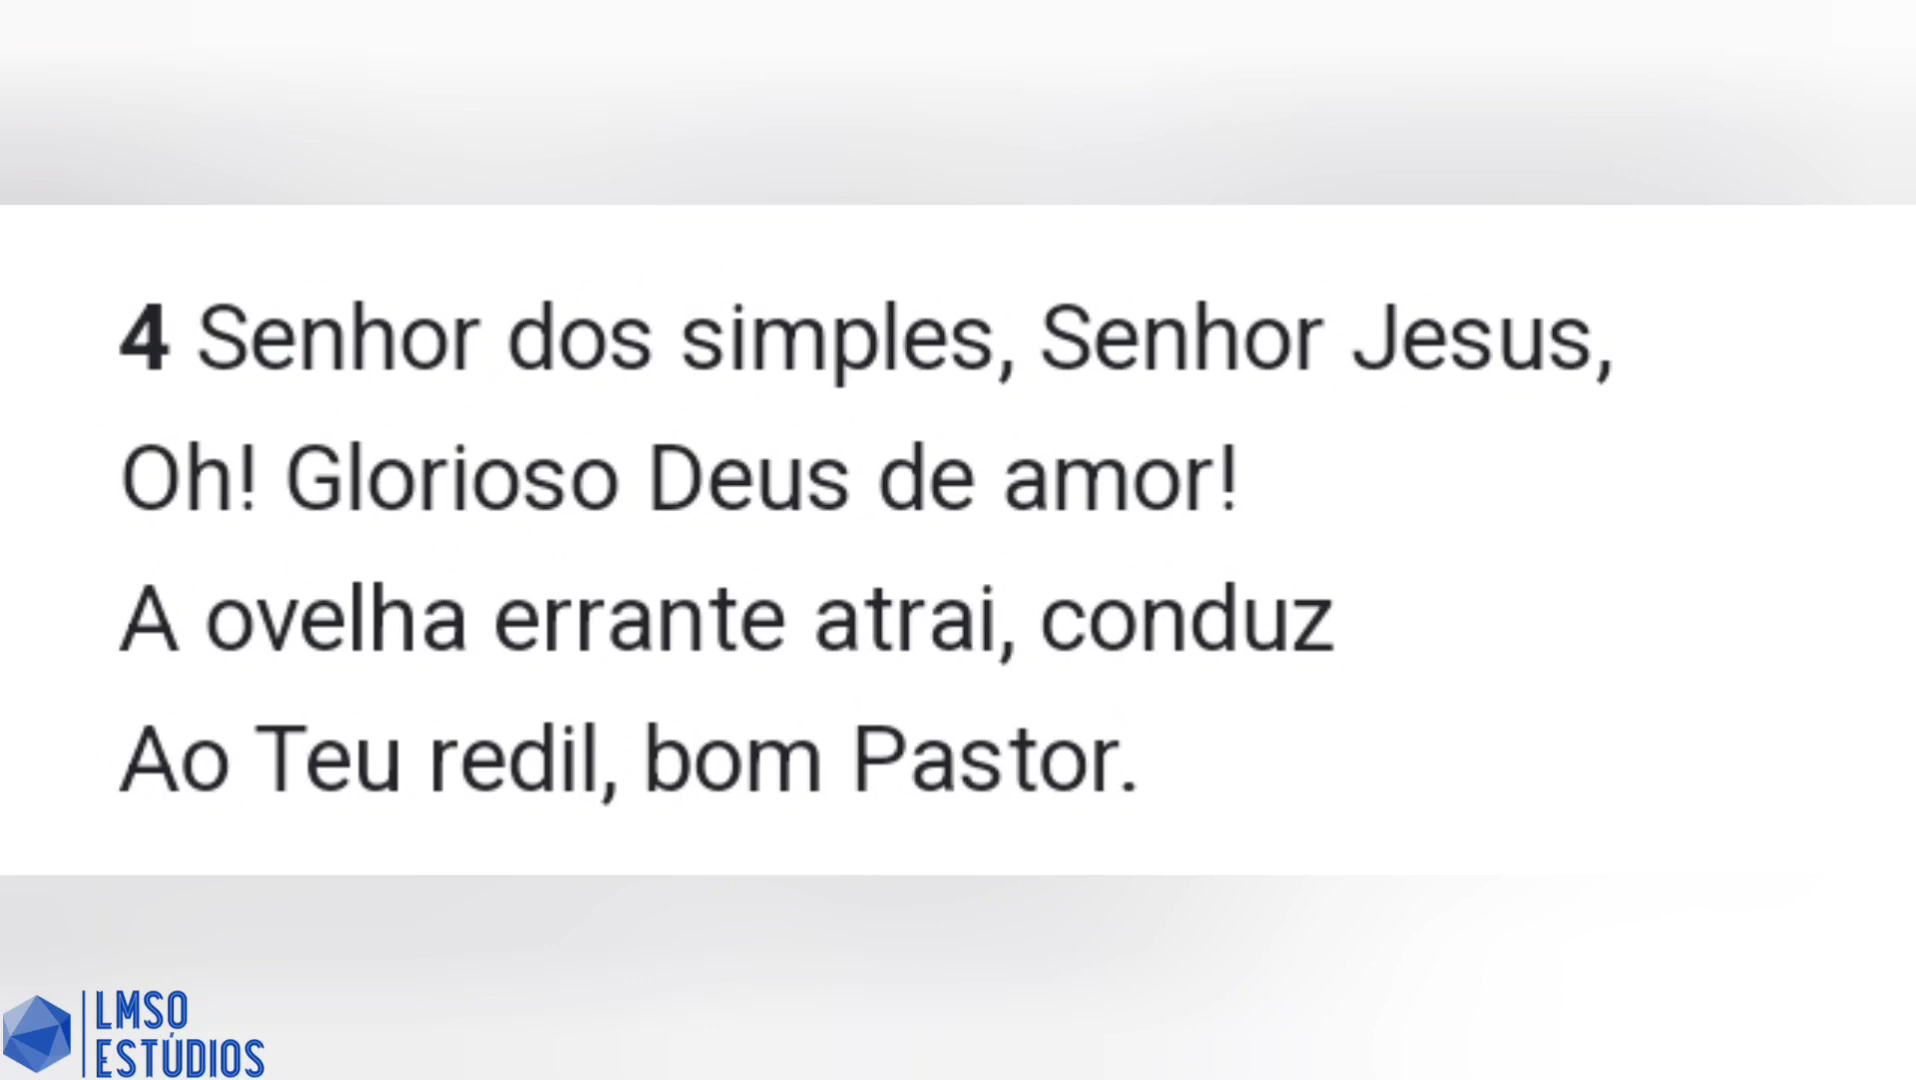 4 Senhor dos simples, Senhor Jesus,
Oh! Glorioso Deus de amor!
A ovelha errante atrai, conduz
Ao Teu redil, bom Pastor.
LMSO
ESTÚDIOS